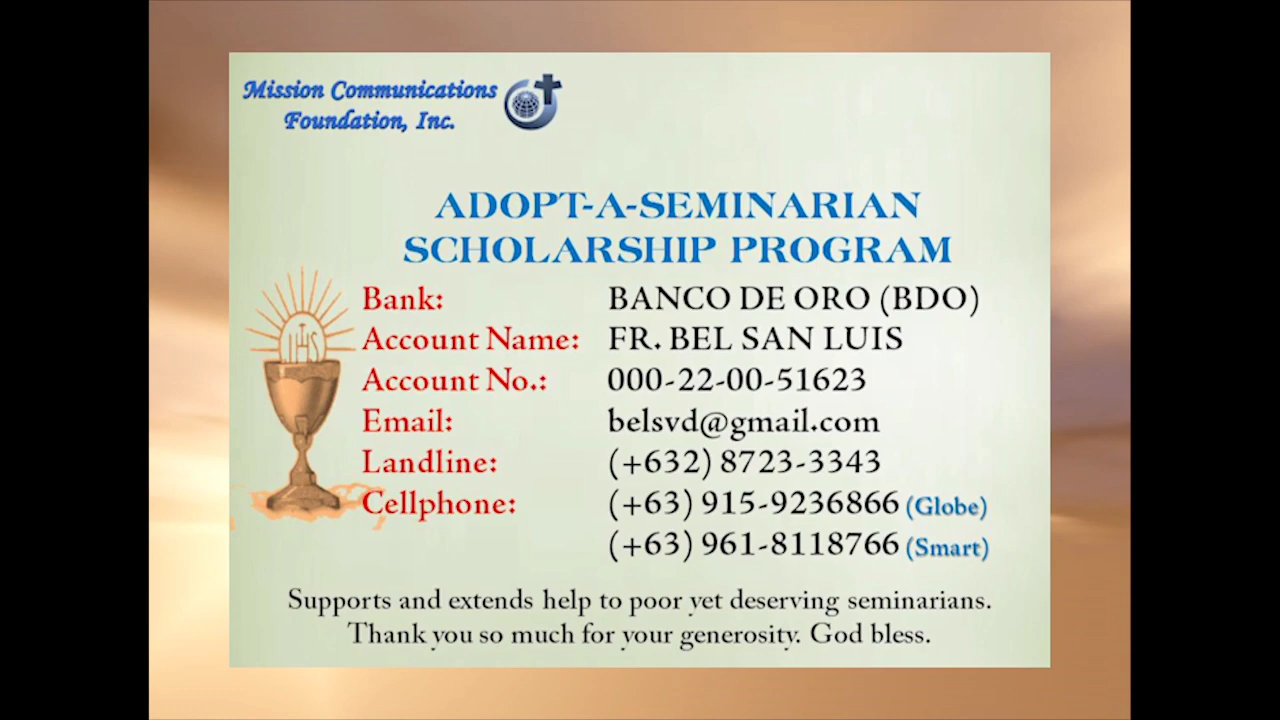 Mission Communications
Foundation, Inc.
ADOPT-A-SEMINARIAN
SCHOLARSHIP PROGRAM
IHS
Bank: BANCO DE ORO (BDO)
Account Name: FR. BEL SAN LUIS
Account No.: 000-22-00-51623
Email: belsvd@gmail.com
Landline: (+632) 8723-3343
Cellphone: (+63) 915-9236866 (Globe)
(+63) 961-8118766 (Smart)
Supports and extends help to poor yet deserving seminarians.
Thank you so much for your generosity. God bless.